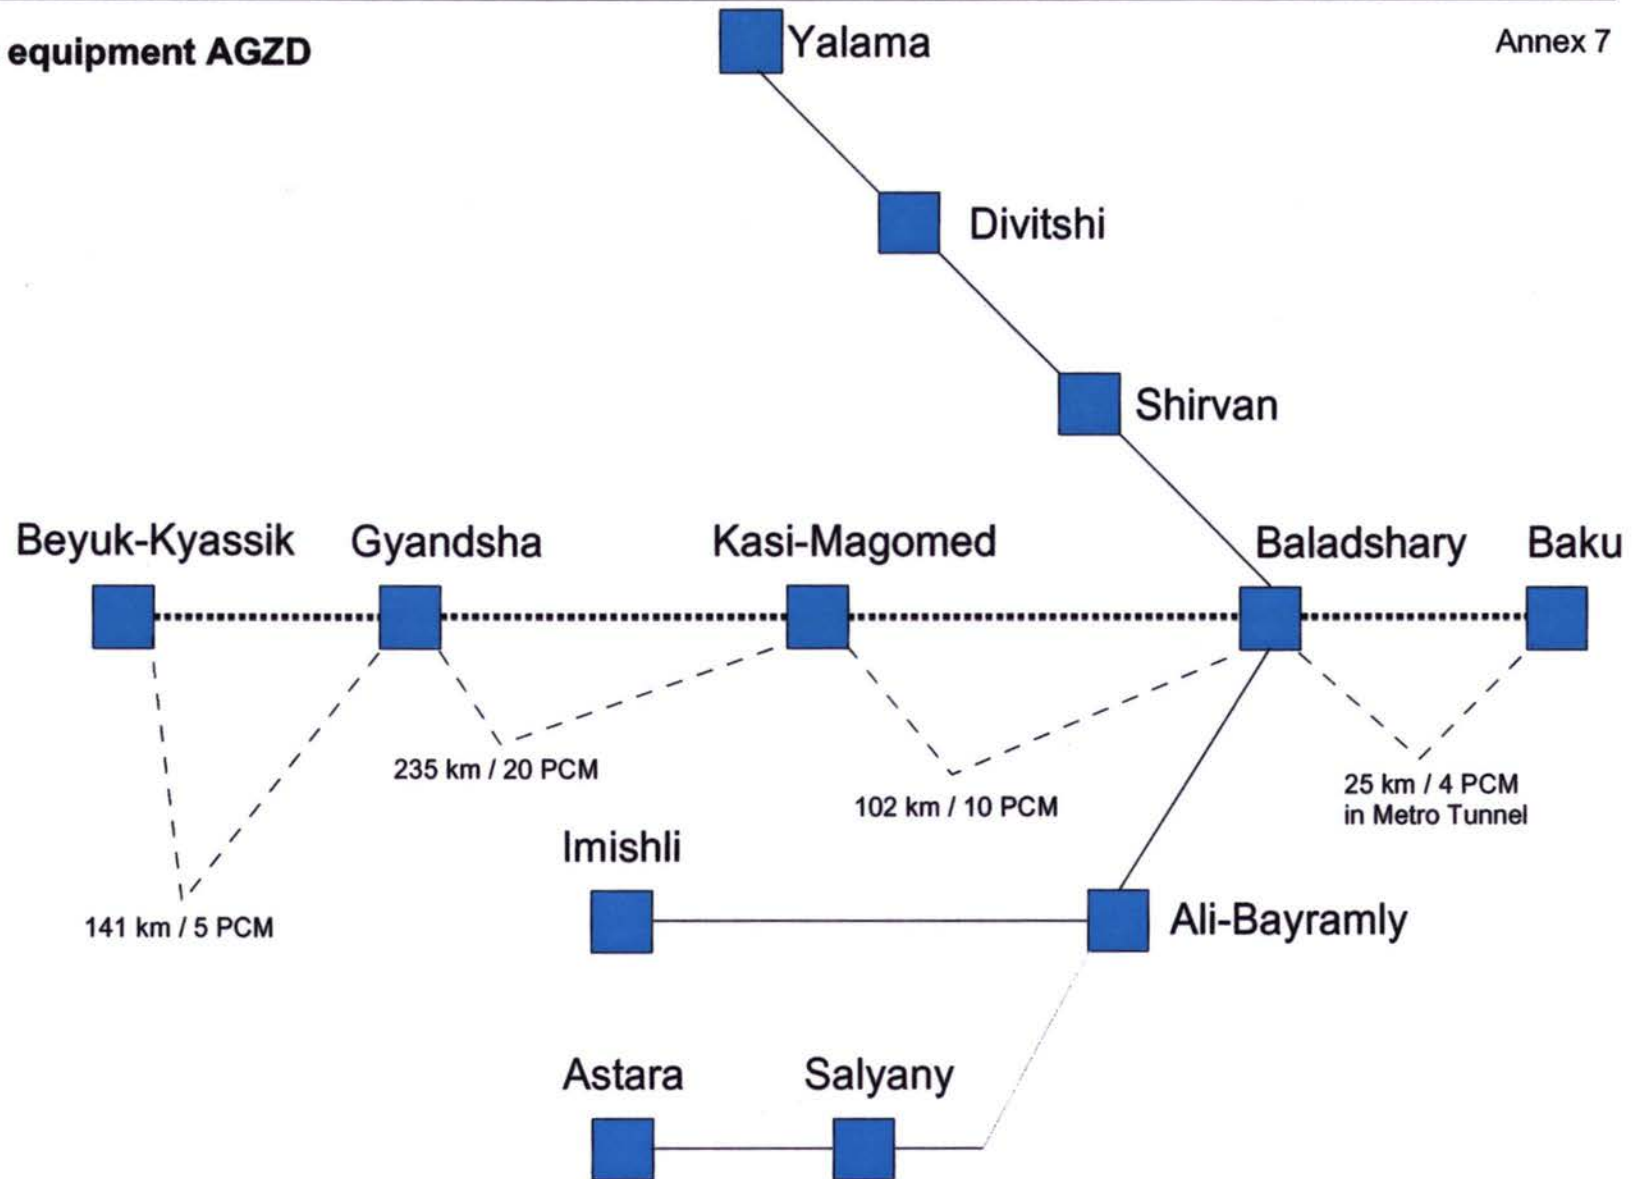 equipment AGZD
Annex 7
Yalama
Divitshi
Shirvan
Beyuk-Kyassik
Gyandsha
Kasi-Magomed
Baladshary
Baku
235 km / 20 PCM
102 km / 10 PCM
25 km / 4 PCM
in Metro Tunnel
Imishli
141 km / 5 PCM
Ali-Bayramly
Astara
Salyany